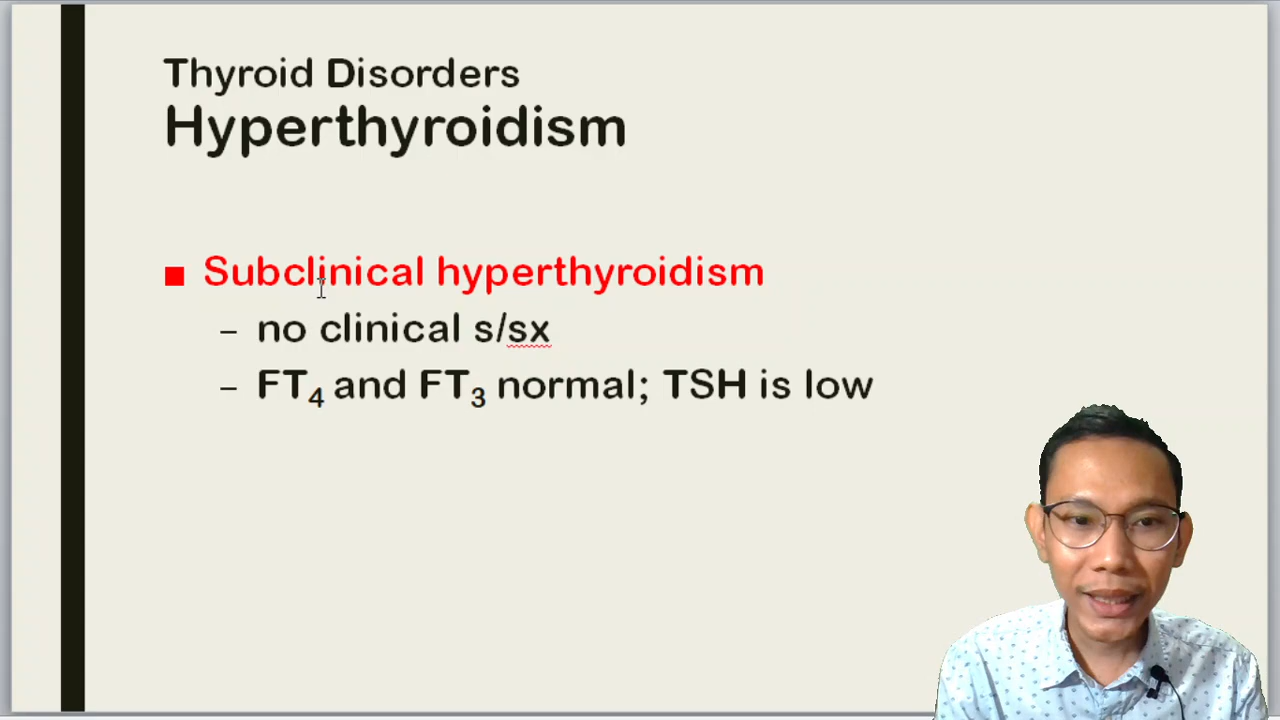 Thyroid Disorders
Hyperthyroidism
■ Subclinical hyperthyroidism
– no clinical s/sx
– FT₄ and FT₃ normal; TSH is low